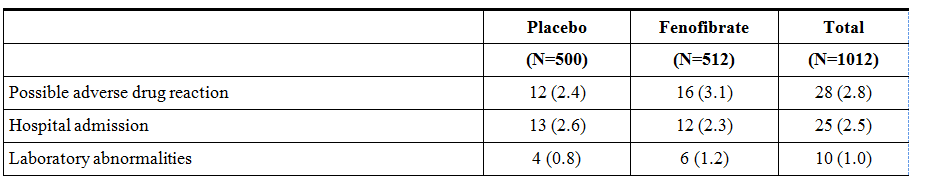 Placebo Fenofibrate Total
(N=500) (N=512) (N=1012)
Possible adverse drug reaction 12 (2.4) 16 (3.1) 28 (2.8)
Hospital admission 13 (2.6) 12 (2.3) 25 (2.5)
Laboratory abnormalities 4 (0.8) 6 (1.2) 10 (1.0)